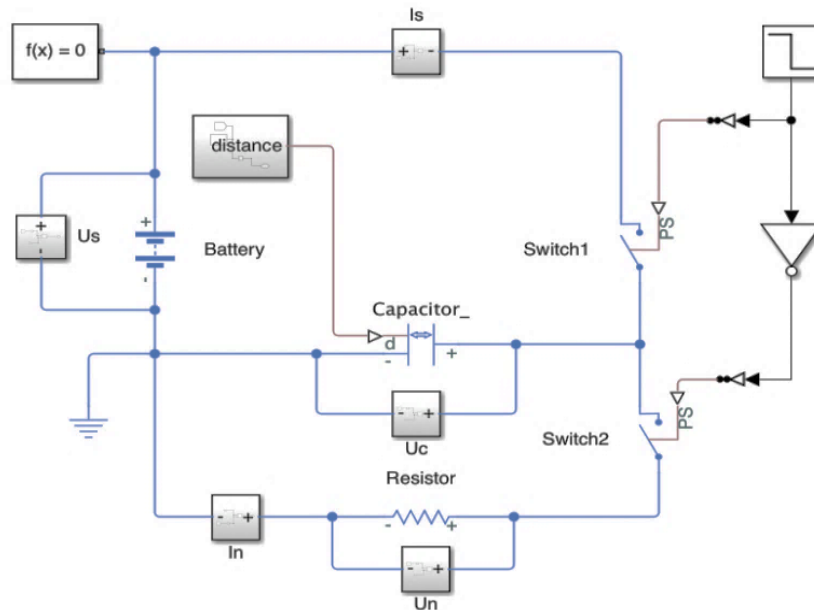 Is
f(x) = 0
distance
PS
+
Us
-
+
Battery
-
Switch1
Capacitor_
d
-
+
PS
Uc
Switch2
Resistor
-
+
In
Un